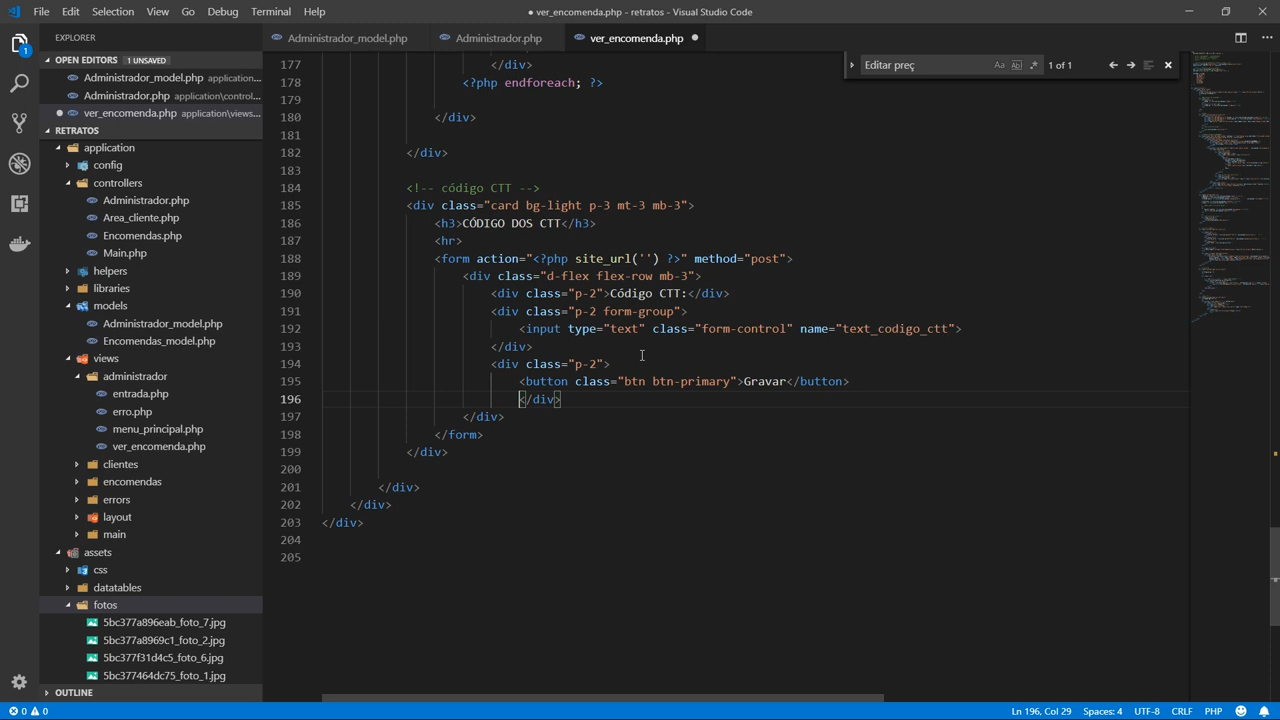 File Edit Selection View Go Debug Terminal Help
● ver_encomenda.php - retratos - Visual Studio Code
EXPLORER
Administrador_model.php
Administrador.php
ver_encomenda.php
OPEN EDITORS 1 UNSAVED
Administrador_model.php application...
Administrador.php application\control...
ver_encomenda.php application\views...
RETRATOS
application
config
controllers
Administrador.php
Area_cliente.php
Encomendas.php
Main.php
helpers
libraries
models
Administrador_model.php
Encomendas_model.php
views
administrador
entrada.php
erro.php
menu_principal.php
ver_encomenda.php
clientes
encomendas
errors
layout
main
assets
css
datatables
fotos
5bc377a896eab_foto_7.jpg
5bc377a8969c1_foto_2.jpg
5bc377f31d4c5_foto_6.jpg
5bc377464dc75_foto_1.jpg
OUTLINE
Editar preç Aa Ab| .* 1 of 1
177 </div>
178 <?php endforeach; ?>
179
180 </div>
181
182 </div>
183
184 <!-- código CTT -->
185 <div class="card bg-light p-3 mt-3 mb-3">
186 <h3>CÓDIGO DOS CTT</h3>
187 <hr>
188 <form action="<?php site_url('') ?>" method="post">
189 <div class="d-flex flex-row mb-3">
190 <div class="p-2">Código CTT:</div>
191 <div class="p-2 form-group">
192 <input type="text" class="form-control" name="text_codigo_ctt">
193 </div>
194 <div class="p-2">
195 <button class="btn btn-primary">Gravar</button>
196 </div>
197 </div>
198 </form>
199 </div>
200
201 </div>
202 </div>
203 </div>
204
205
1
0 0
Ln 196, Col 29 Spaces: 4 UTF-8 CRLF PHP